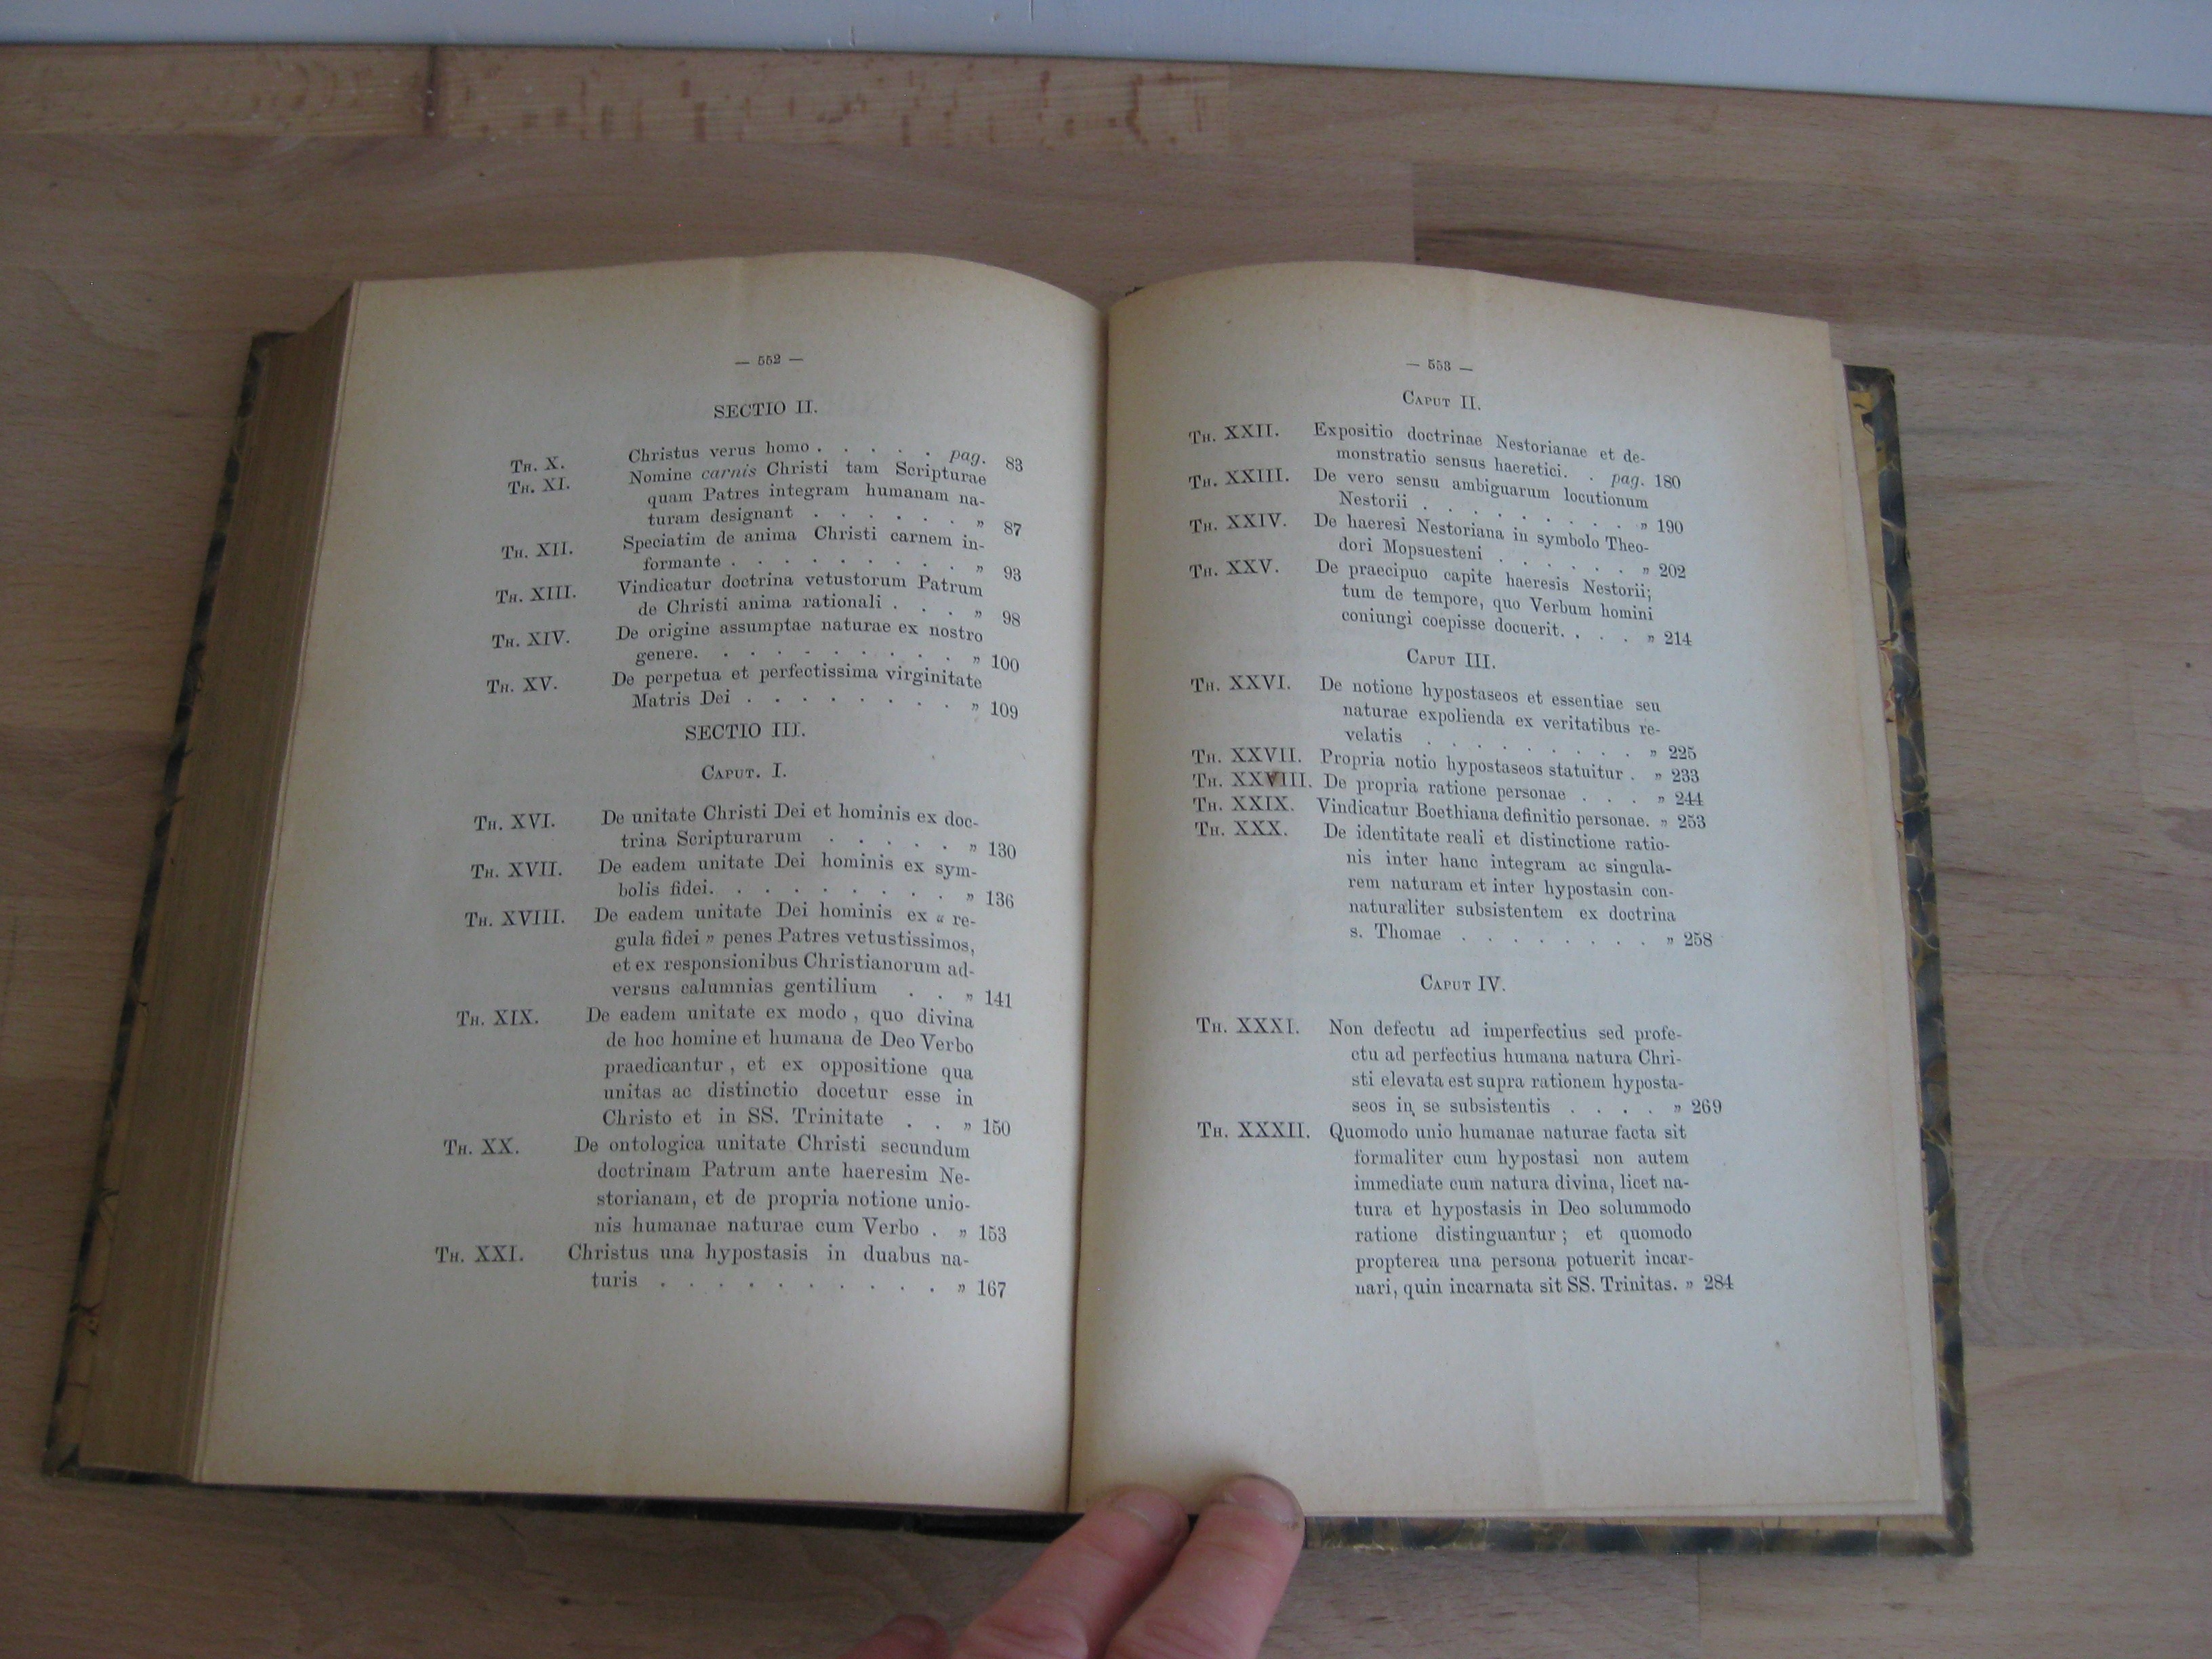 — 552 —
SECTIO II.
TH. X. Christus verus homo . . . . . pag. 83
TH. XI. Nomine carnis Christi tam Scripturae
quam Patres integram humanam na-
turam designant . . . . . . „ 87
TH. XII. Speciatim de anima Christi carnem in-
formante . . . . . . . . . „ 93
TH. XIII. Vindicatur doctrina vetustorum Patrum
de Christi anima rationali . . . „ 98
TH. XIV. De origine assumptae naturae ex nostro
genere. . . . . . . . . . „ 100
TH. XV. De perpetua et perfectissima virginitate
Matris Dei . . . . . . . . „ 109
SECTIO III.
CAPUT. I.
TH. XVI. De unitate Christi Dei et hominis ex doc-
trina Scripturarum . . . . . „ 130
TH. XVII. De eadem unitate Dei hominis ex sym-
bolis fidei. . . . . . . . . „ 136
TH. XVIII. De eadem unitate Dei hominis ex “ re-
gula fidei „ penes Patres vetustissimos,
et ex responsionibus Christianorum ad-
versus calumnias gentilium . . „ 141
TH. XIX. De eadem unitate ex modo , quo divina
de hoc homine et humana de Deo Verbo
praedicantur , et ex oppositione qua
unitas ac distinctio docetur esse in
Christo et in SS. Trinitate . . „ 150
TH. XX. De ontologica unitate Christi secundum
doctrinam Patrum ante haeresim Ne-
storianam, et de propria notione unio-
nis humanae naturae cum Verbo . „ 153
TH. XXI. Christus una hypostasis in duabus na-
turis . . . . . . . . . . „ 167
— 553 —
CAPUT II.
TH. XXII. Expositio doctrinae Nestorianae et de-
monstratio sensus haeretici. . pag. 180
TH. XXIII. De vero sensu ambiguarum locutionum
Nestorii . . . . . . . . . „ 190
TH. XXIV. De haeresi Nestoriana in symbolo Theo-
dori Mopsuesteni . . . . . . „ 202
TH. XXV. De praecipuo capite haeresis Nestorii;
tum de tempore, quo Verbum homini
coniungi coepisse docuerit. . . . „ 214
CAPUT III.
TH. XXVI. De notione hypostaseos et essentiae seu
naturae expolienda ex veritatibus re-
velatis . . . . . . . . . „ 225
TH. XXVII. Propria notio hypostaseos statuitur . „ 233
TH. XXVIII. De propria ratione personae . . . „ 244
TH. XXIX. Vindicatur Boethiana definitio personae. „ 253
TH. XXX. De identitate reali et distinctione ratio-
nis inter hanc integram ac singula-
rem naturam et inter hypostasin con-
naturaliter subsistentem ex doctrina
s. Thomae . . . . . . . . „ 258
CAPUT IV.
TH. XXXI. Non defectu ad imperfectius sed profe-
ctu ad perfectius humana natura Chri-
sti elevata est supra rationem hyposta-
seos in se subsistentis . . . . „ 269
TH. XXXII. Quomodo unio humanae naturae facta sit
formaliter cum hypostasi non autem
immediate cum natura divina, licet na-
tura et hypostasis in Deo solummodo
ratione distinguantur ; et quomodo
propterea una persona potuerit incar-
nari, quin incarnata sit SS. Trinitas. „ 284